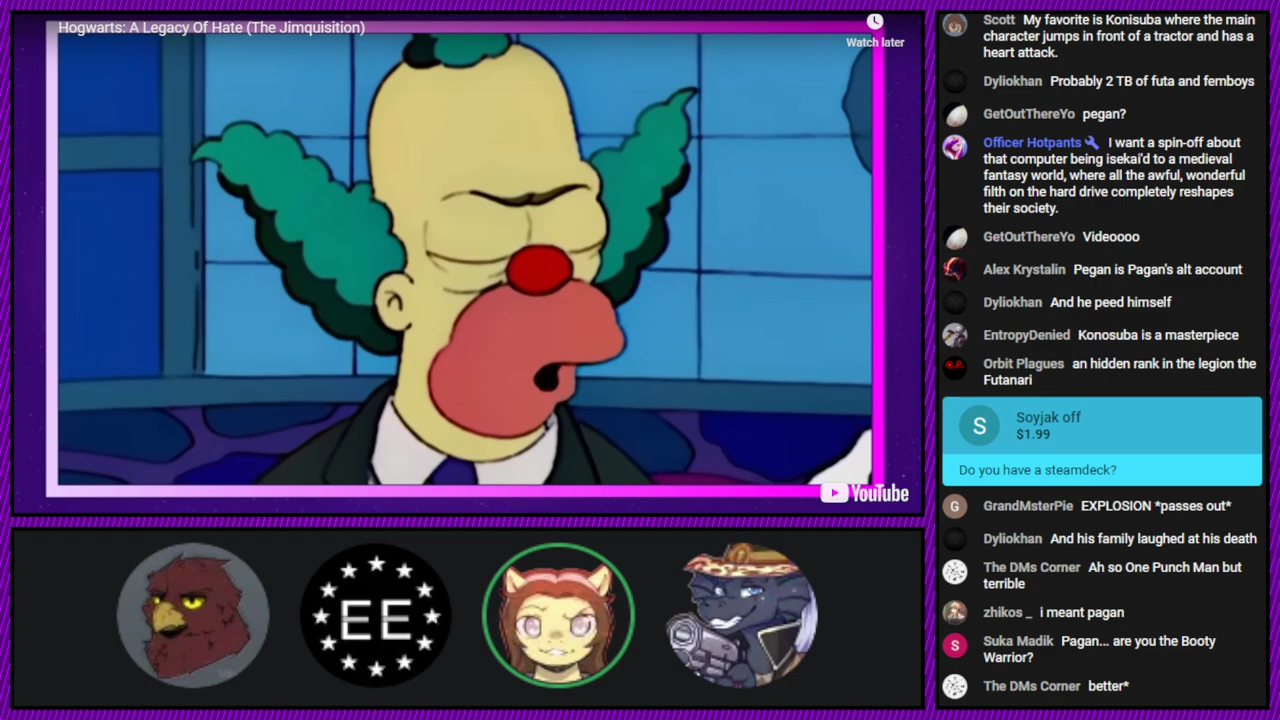 Hogwarts: A Legacy Of Hate (The Jimquisition)
Watch later
YouTube
EE
Scott My favorite is Konisuba where the main
character jumps in front of a tractor and has a
heart attack.
Dyliokhan Probably 2 TB of futa and femboys
GetOutThereYo pegan?
Officer Hotpants I want a spin-off about
that computer being isekai'd to a medieval
fantasy world, where all the awful, wonderful
filth on the hard drive completely reshapes
their society.
GetOutThereYo Videoooo
Alex Krystalin Pegan is Pagan's alt account
Dyliokhan And he peed himself
EntropyDenied Konosuba is a masterpiece
O.P.
Orbit Plagues an hidden rank in the legion the
Futanari
S
Soyjak off
$1.99
Do you have a steamdeck?
G
GrandMsterPie EXPLOSION *passes out*
Dyliokhan And his family laughed at his death
The DMs Corner Ah so One Punch Man but
terrible
zhikos _ i meant pagan
S
Suka Madik Pagan... are you the Booty
Warrior?
The DMs Corner better*